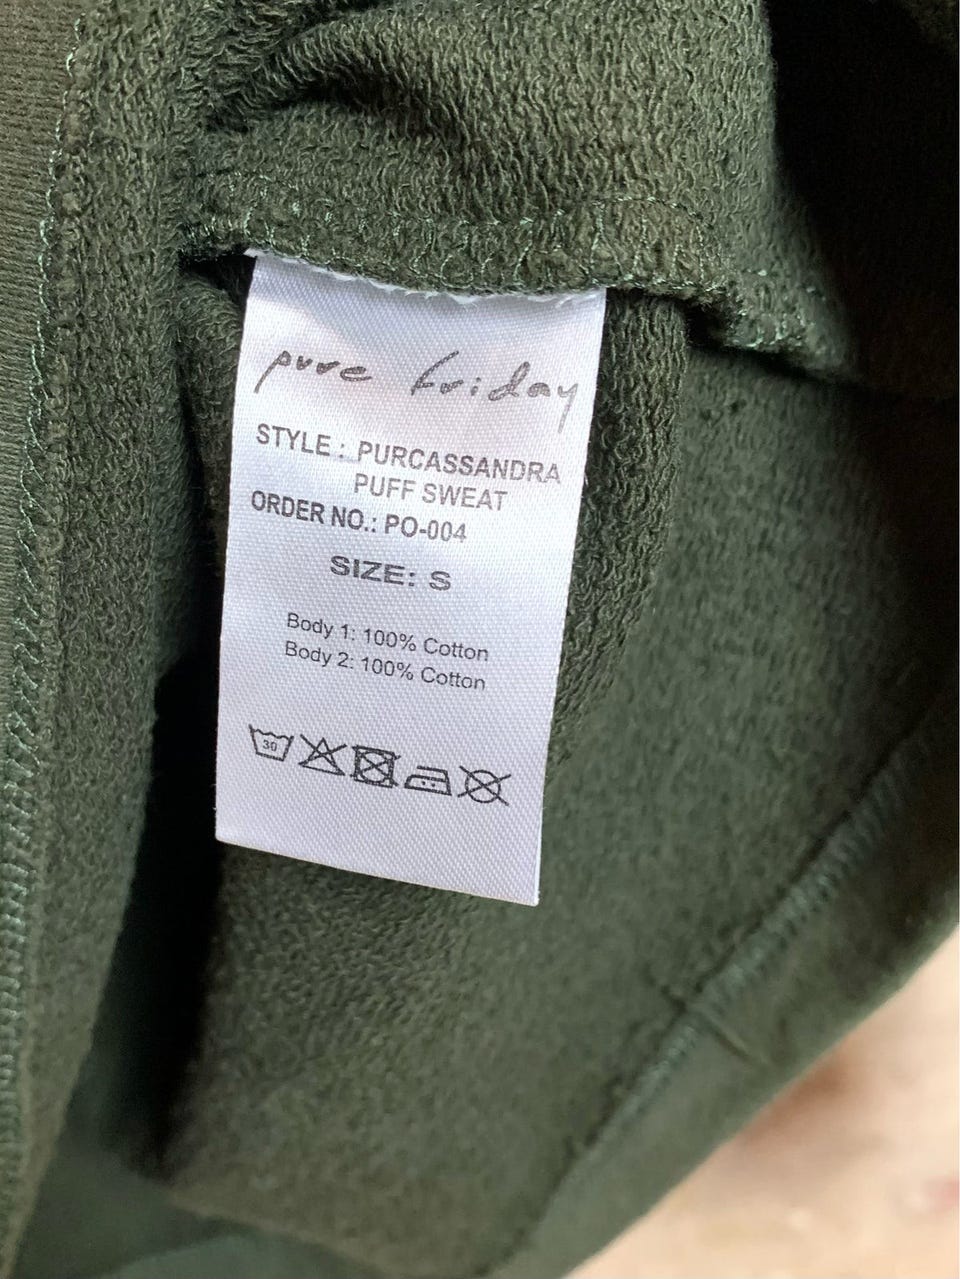 pure friday
STYLE : PURCASSANDRA
PUFF SWEAT
ORDER NO.: PO-004
SIZE: S
Body 1: 100% Cotton
Body 2: 100% Cotton
30